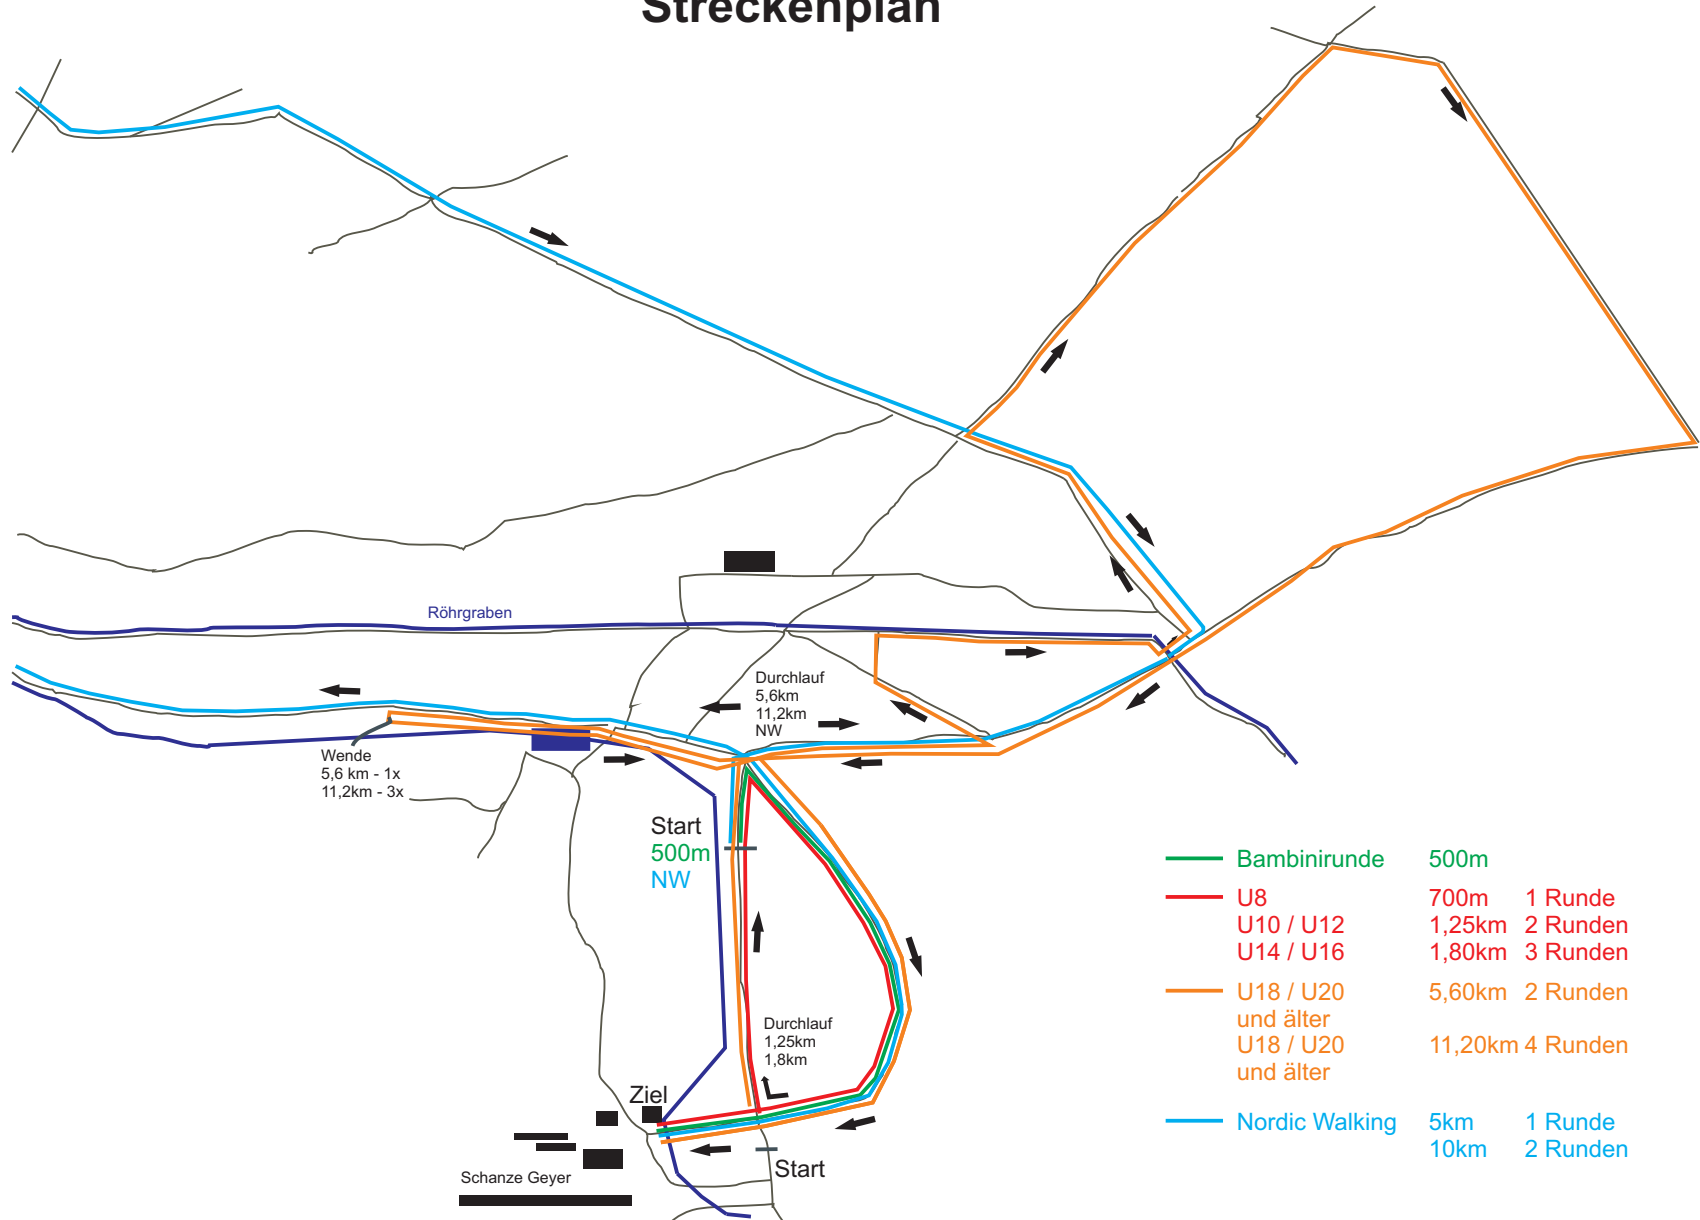 Streckenplan
Röhrgraben
Durchlauf
5,6km
11,2km
NW
Wende
5,6 km - 1x
11,2km - 3x
Start
500m
NW
Bambinirunde 500m
U8 700m 1 Runde
U10 / U12 1,25km 2 Runden
U14 / U16 1,80km 3 Runden
U18 / U20 5,60km 2 Runden
und älter
U18 / U20 11,20km 4 Runden
und älter
Nordic Walking 5km 1 Runde
10km 2 Runden
Durchlauf
1,25km
1,8km
Ziel
Start
Schanze Geyer